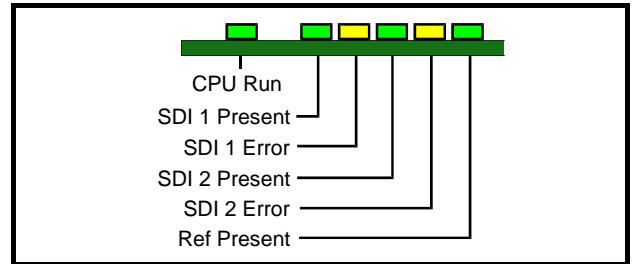 CPU Run
SDI 1 Present
SDI 1 Error
SDI 2 Present
SDI 2 Error
Ref Present